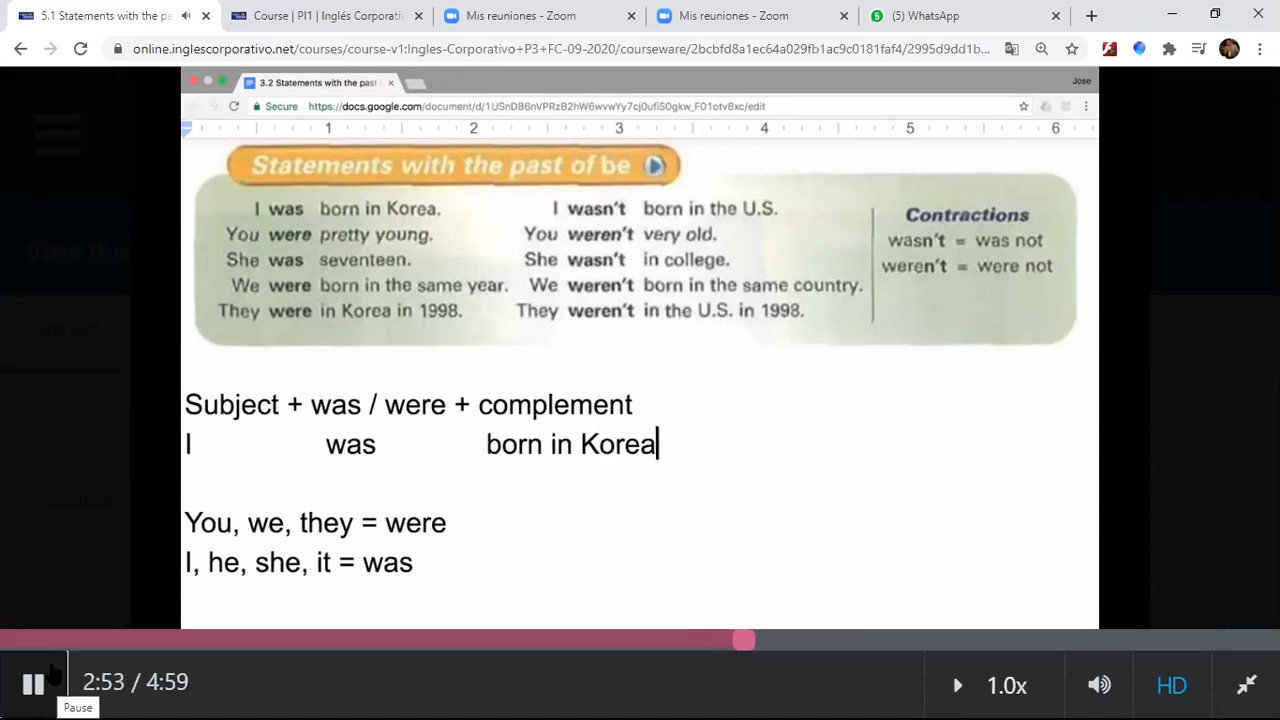 5.1 Statements with the pas
Course | PI1 | Inglés Corporati
Mis reuniones - Zoom
Mis reuniones - Zoom
(5) WhatsApp
online.inglescorporativo.net/courses/course-v1:Ingles-Corporativo+P3+FC-09-2020/courseware/2bcbfd8a1ec64a029fb1ac9c0181faf4/2995d9dd1b...
3.2 Statements with the past
Jose
Secure https://docs.google.com/document/d/1USnD86nVPRzB2hW6wvwYy7cj0ufiS0gkw_F01otv8xc/edit
1 2 3 4 5 6
Statements with the past of be
I was born in Korea. I wasn't born in the U.S.
You were pretty young. You weren't very old.
She was seventeen. She wasn't in college.
We were born in the same year. We weren't born in the same country.
They were in Korea in 1998. They weren't in the U.S. in 1998.
Contractions
wasn't = was not
weren't = were not
Subject + was / were + complement
I was born in Korea
You, we, they = were
I, he, she, it = was
2:53 / 4:59
1.0x
HD
Pause